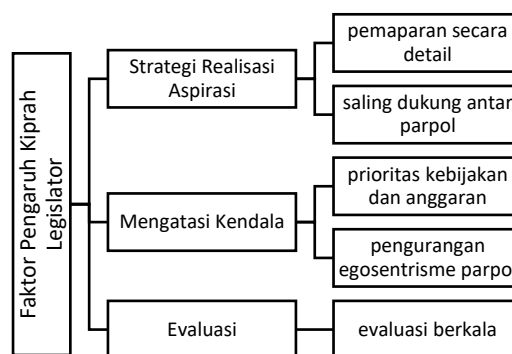 Faktor Pengaruh Kiprah
Legislator
Strategi Realisasi
Aspirasi
pemaparan secara
detail
saling dukung antar
parpol
Mengatasi Kendala
prioritas kebijakan
dan anggaran
pengurangan
egosentrisme parpo
Evaluasi
evaluasi berkala